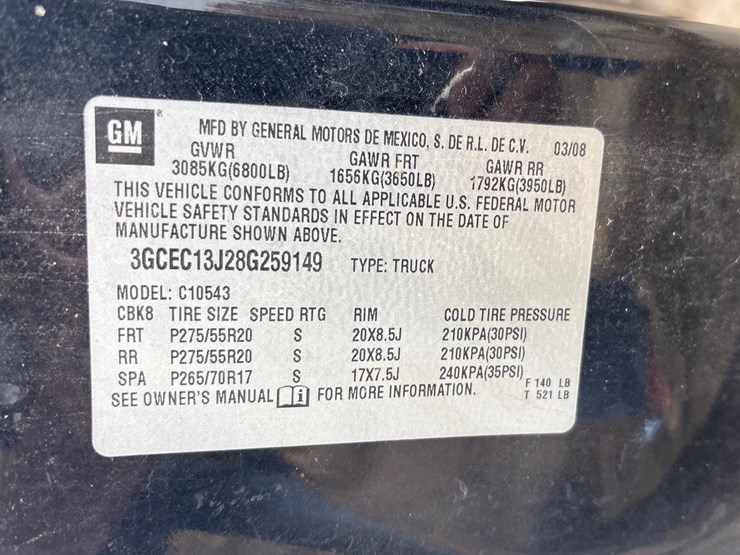 GM
MFD BY GENERAL MOTORS DE MEXICO, S. DE R.L. DE C.V. 03/08
GVWR GAWR FRT GAWR RR
3085KG(6800LB) 1656KG(3650LB) 1792KG(3950LB)
THIS VEHICLE CONFORMS TO ALL APPLICABLE U.S. FEDERAL MOTOR
VEHICLE SAFETY STANDARDS IN EFFECT ON THE DATE OF
MANUFACTURE SHOWN ABOVE.
3GCEC13J28G259149 TYPE: TRUCK
MODEL: C10543
CBK8 TIRE SIZE SPEED RTG RIM COLD TIRE PRESSURE
FRT P275/55R20 S 20X8.5J 210KPA(30PSI)
RR P275/55R20 S 20X8.5J 210KPA(30PSI)
SPA P265/70R17 S 17X7.5J 240KPA(35PSI)
F 140 LB
SEE OWNER'S MANUAL i FOR MORE INFORMATION. T 521 LB